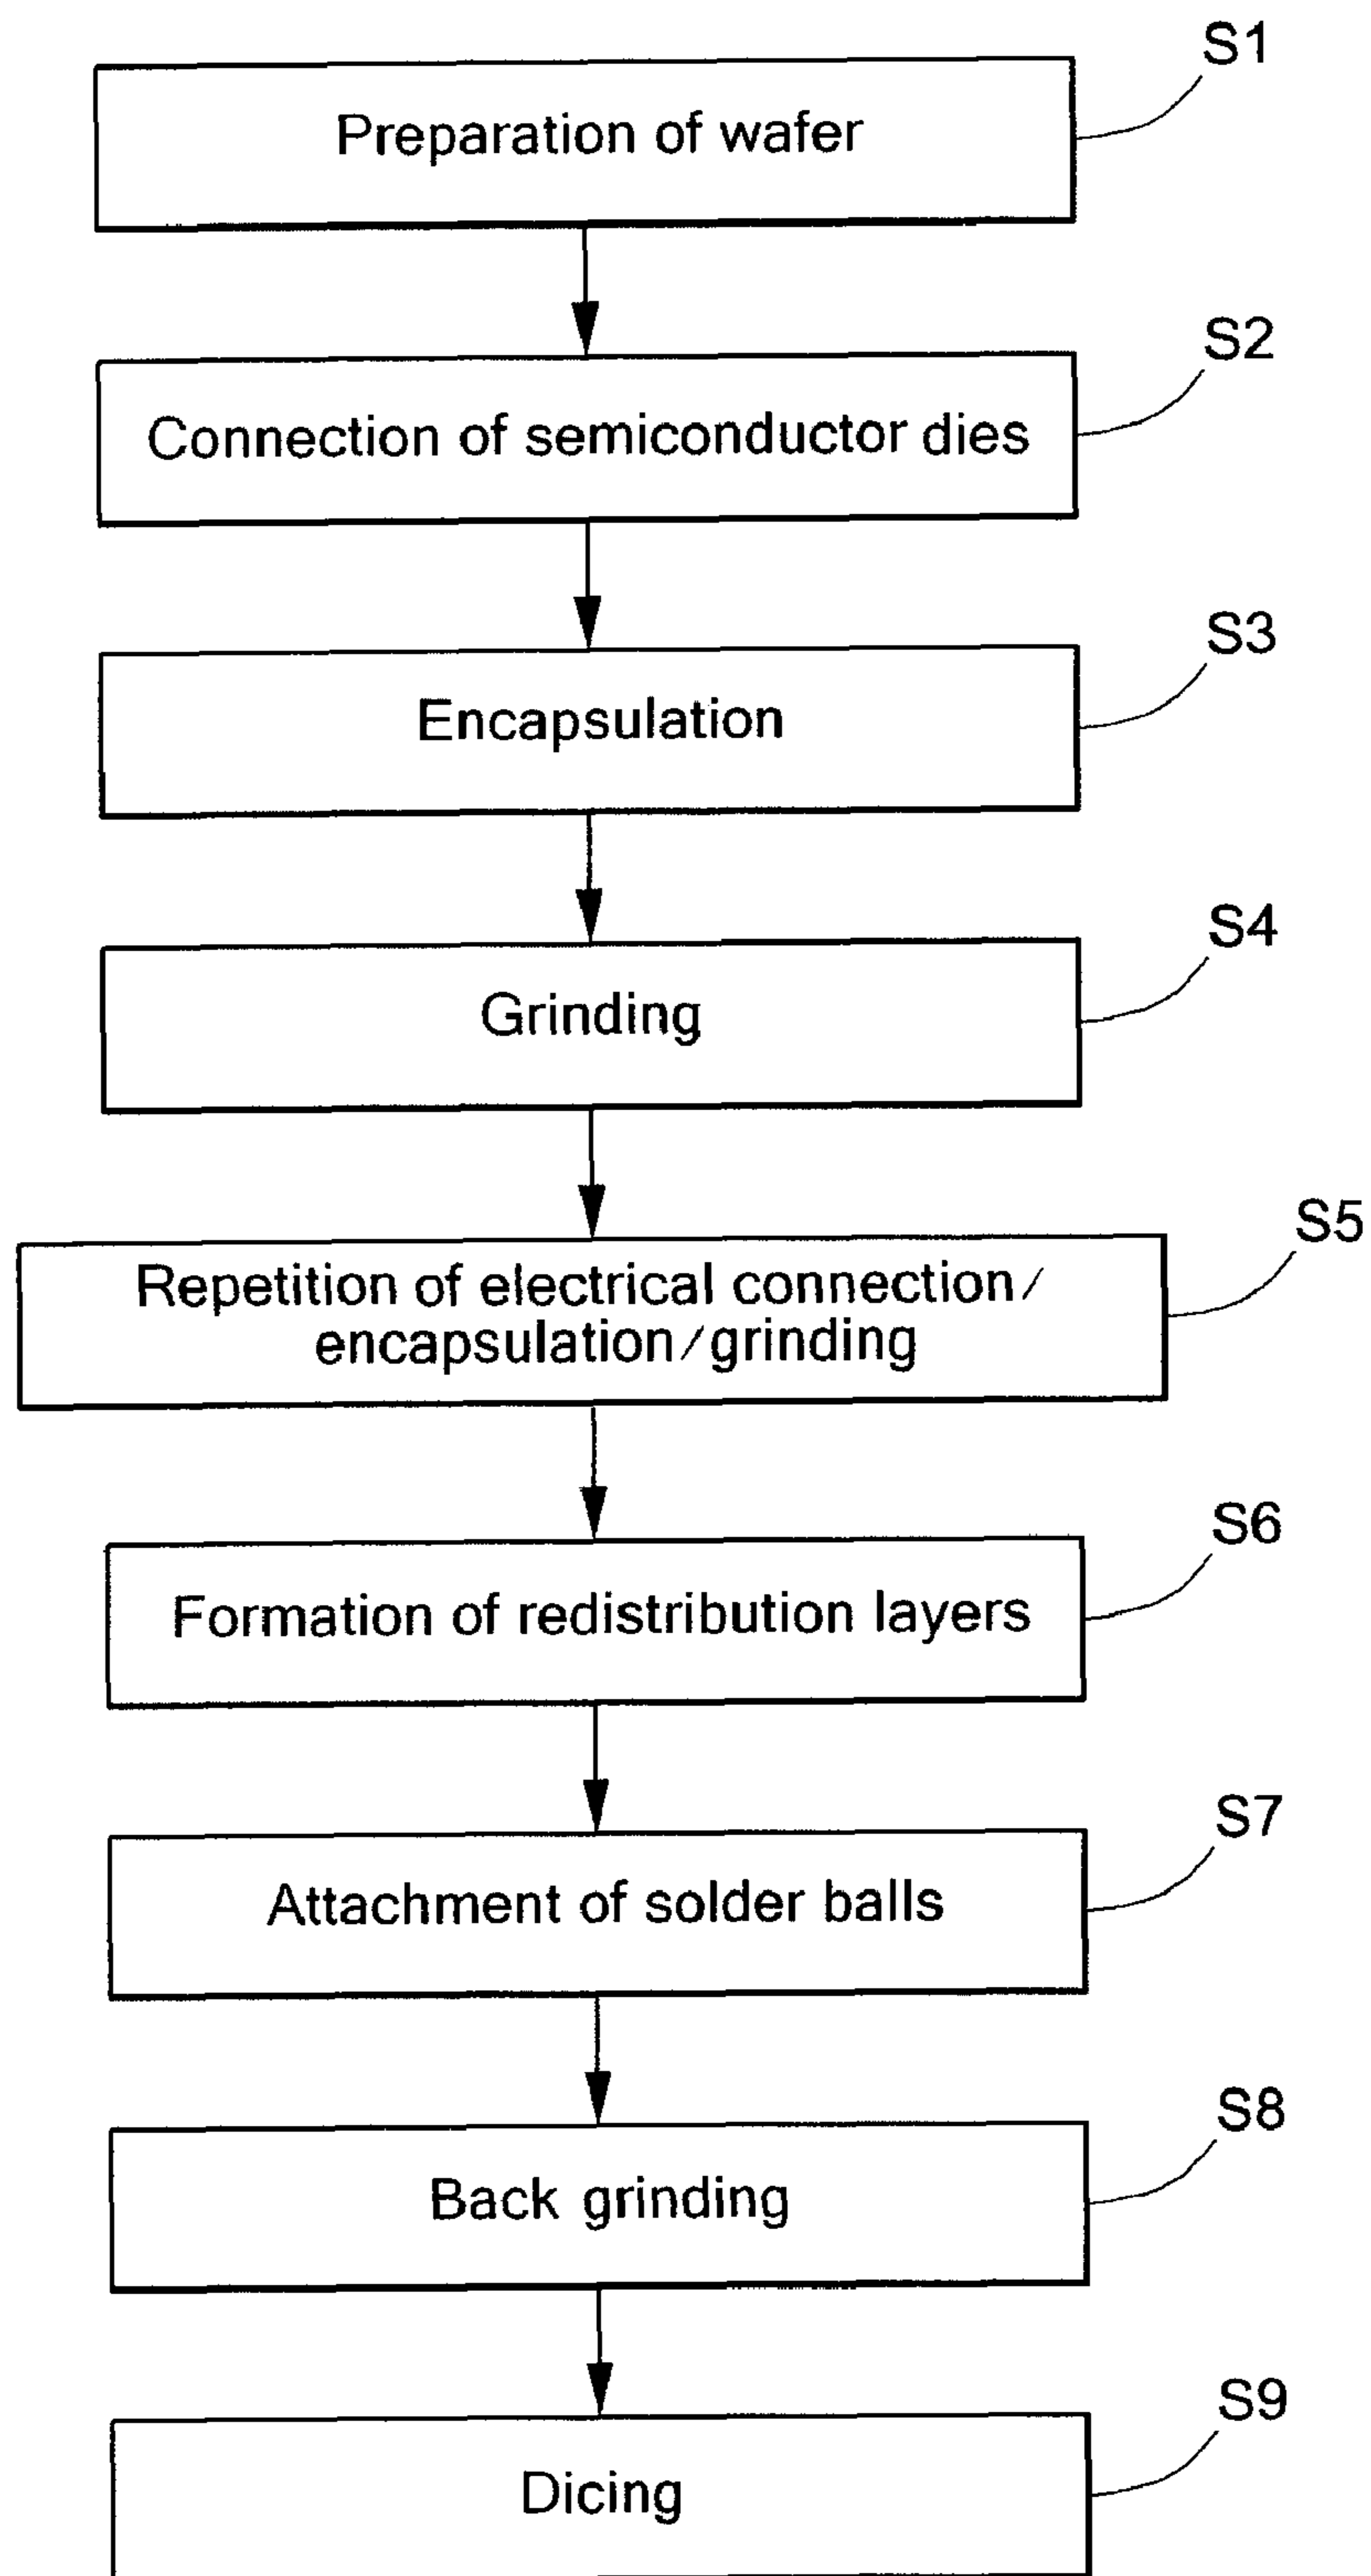 S1
Preparation of wafer
S2
Connection of semiconductor dies
S3
Encapsulation
S4
Grinding
S5
Repetition of electrical connection/
encapsulation/grinding
S6
Formation of redistribution layers
S7
Attachment of solder balls
S8
Back grinding
S9
Dicing